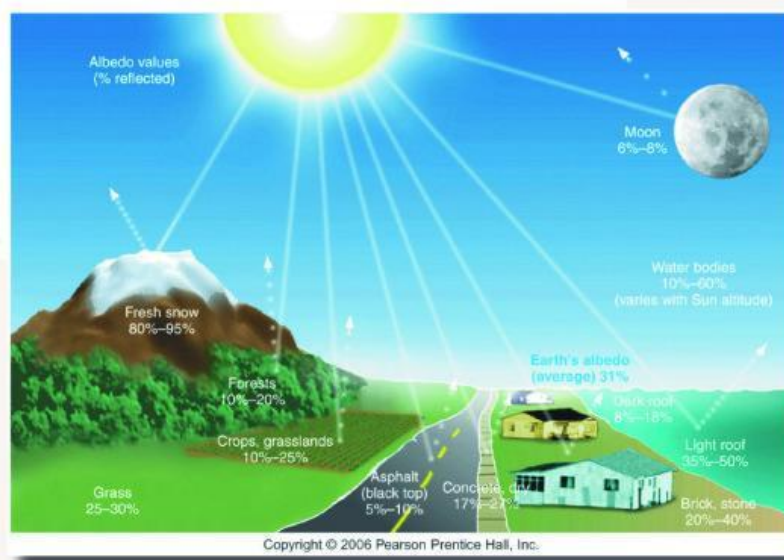 Albedo values
(% reflected)
Moon
6%–8%
Water bodies
10%–60%
(varies with Sun altitude)
Fresh snow
80%–95%
Earth's albedo
(average) 31%
Forests
10%–20%
Dark roof
8%–18%
Crops, grasslands
10%–25%
Light roof
35%–50%
Asphalt
(black top)
5%–10%
Concrete, dry
17%–27%
Grass
25–30%
Brick, stone
20%–40%
Copyright © 2006 Pearson Prentice Hall, Inc.